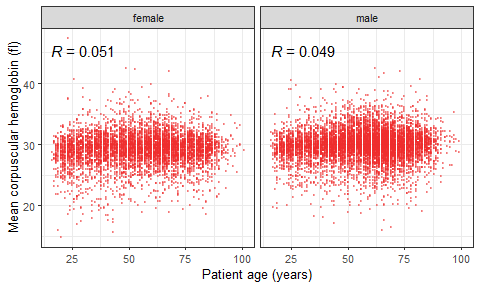 female
male
R = 0.051
R = 0.049
Mean corpuscular hemoglobin (fl)
40
30
20
25
50
75
100
25
50
75
100
Patient age (years)